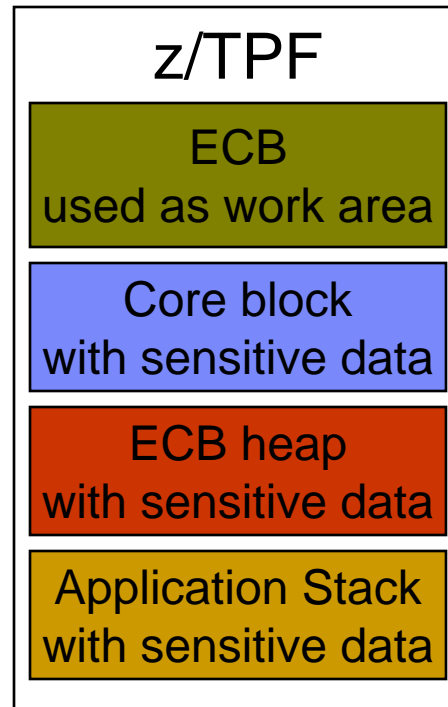 z/TPF
ECB
used as work area
Core block
with sensitive data
ECB heap
with sensitive data
Application Stack
with sensitive data